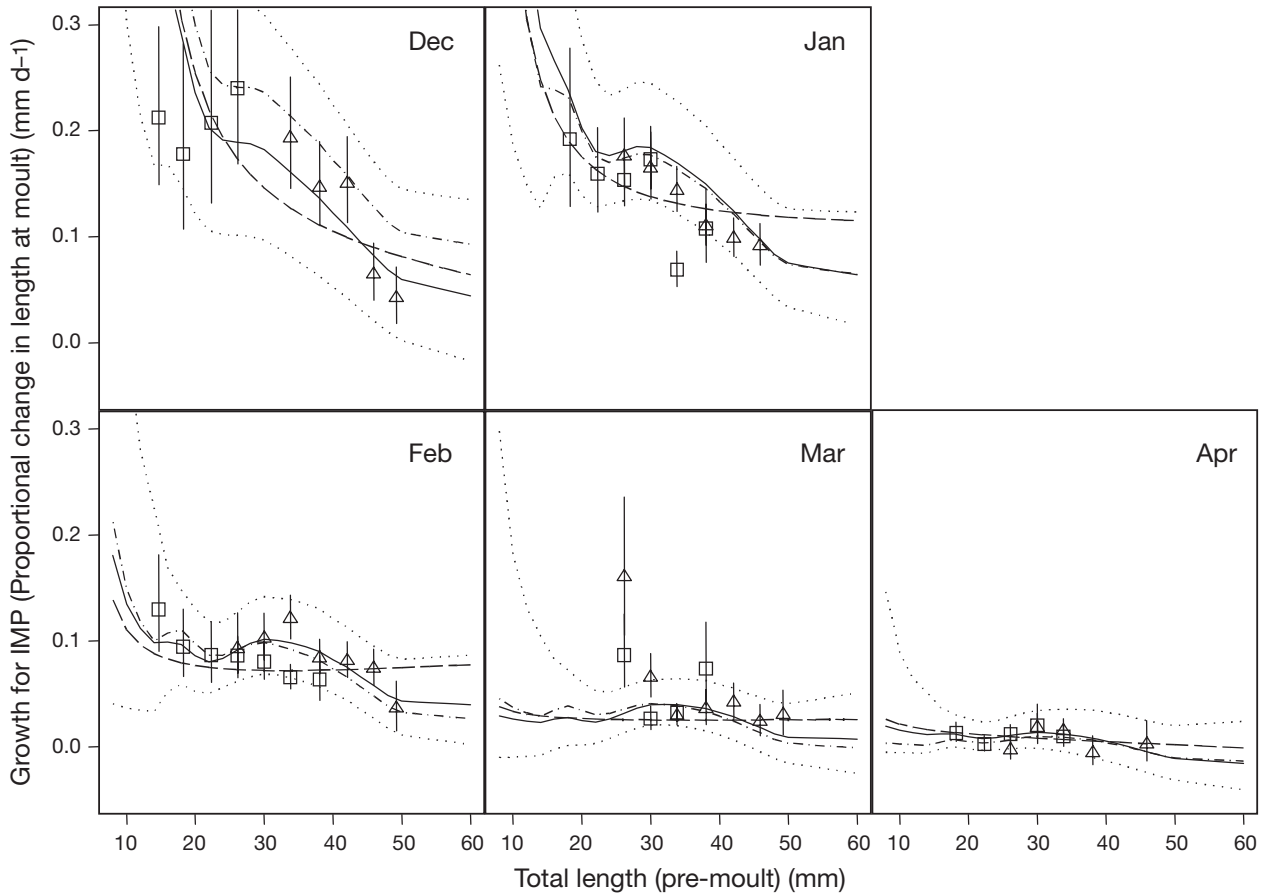 Growth for IMP (Proportional change in length at moult) (mm d–1)
0.3
0.2
0.1
0.0
Dec
Jan
0.3
0.2
0.1
0.0
Feb
Mar
Apr
10 20 30 40 50 60 10 20 30 40 50 60 10 20 30 40 50 60
Total length (pre-moult) (mm)